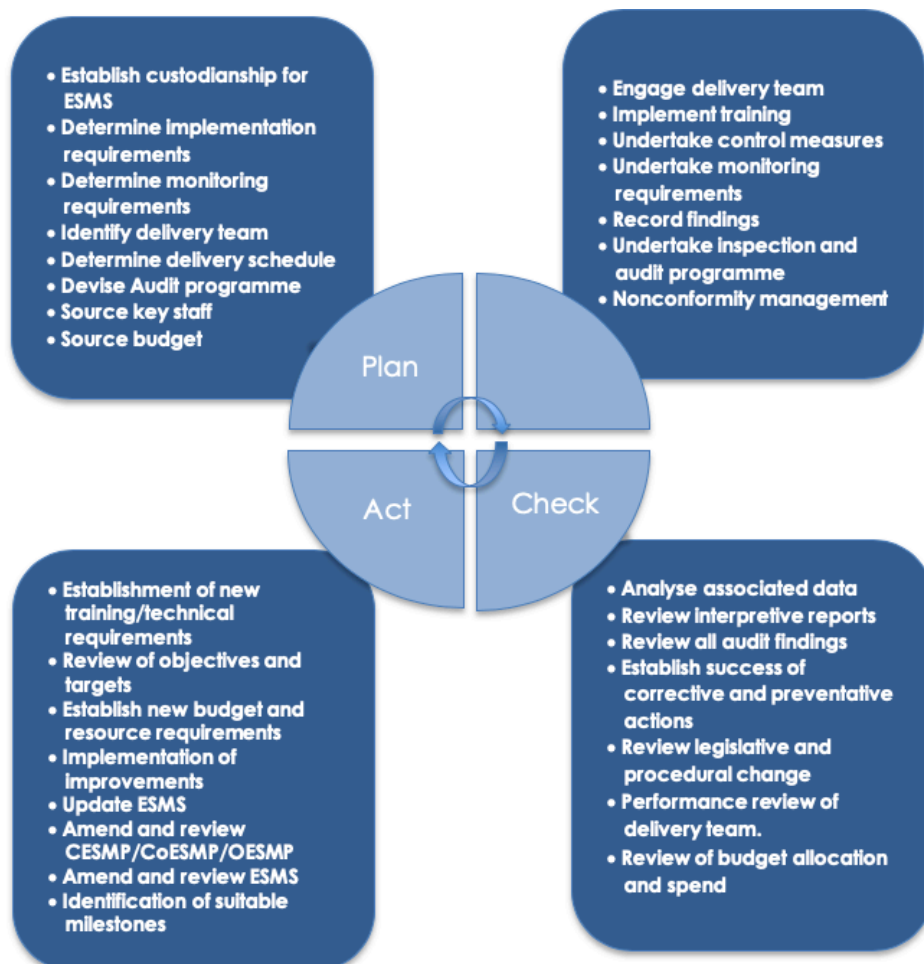 • Establish custodianship for
ESMS
• Determine implementation
requirements
• Determine monitoring
requirements
• Identify delivery team
• Determine delivery schedule
• Devise Audit programme
• Source key staff
• Source budget
• Engage delivery team
• Implement training
• Undertake control measures
• Undertake monitoring
requirements
• Record findings
• Undertake inspection and
audit programme
• Nonconformity management
Plan
Act
Check
• Establishment of new
training/technical
requirements
• Review of objectives and
targets
• Establish new budget and
resource requirements
• Implementation of
improvements
• Update ESMS
• Amend and review
CESMP/CoESMP/OESMP
• Amend and review ESMS
• Identification of suitable
milestones
• Analyse associated data
• Review interpretive reports
• Review all audit findings
• Establish success of
corrective and preventative
actions
• Review legislative and
procedural change
• Performance review of
delivery team.
• Review of budget allocation
and spend